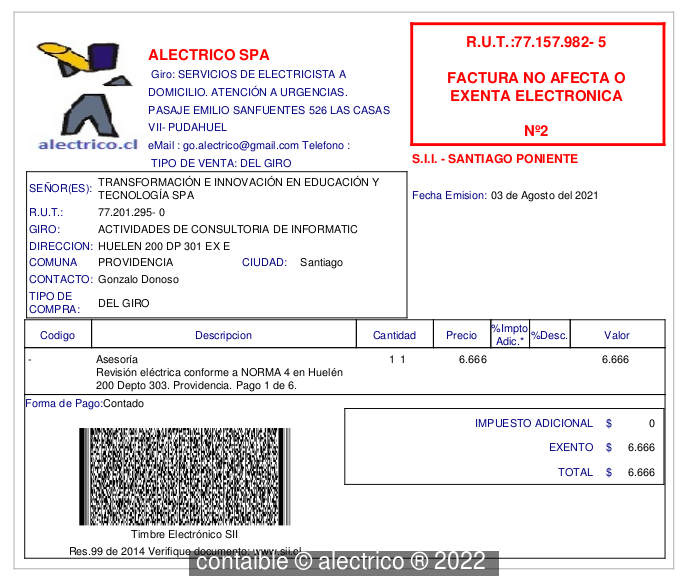 alectrico.cl
ALECTRICO SPA
Giro: SERVICIOS DE ELECTRICISTA A
DOMICILIO. ATENCIÓN A URGENCIAS.
PASAJE EMILIO SANFUENTES 526 LAS CASAS
VII- PUDAHUEL
eMail : go.alectrico@gmail.com Telefono :
TIPO DE VENTA: DEL GIRO
R.U.T.:77.157.982- 5
FACTURA NO AFECTA O
EXENTA ELECTRONICA
Nº2
S.I.I. - SANTIAGO PONIENTE
Fecha Emision: 03 de Agosto del 2021
SEÑOR(ES): TRANSFORMACIÓN E INNOVACIÓN EN EDUCACIÓN Y
TECNOLOGÍA SPA
R.U.T.: 77.201.295- 0
GIRO: ACTIVIDADES DE CONSULTORIA DE INFORMATIC
DIRECCION: HUELEN 200 DP 301 EX E
COMUNA PROVIDENCIA CIUDAD: Santiago
CONTACTO: Gonzalo Donoso
TIPO DE
COMPRA: DEL GIRO
Codigo Descripcion Cantidad Precio %Impto Adic.* %Desc. Valor
- Asesoría 1 1 6.666 6.666
Revisión eléctrica conforme a NORMA 4 en Huelén
200 Depto 303. Providencia. Pago 1 de 6.
Forma de Pago:Contado
IMPUESTO ADICIONAL $ 0
EXENTO $ 6.666
TOTAL $ 6.666
Timbre Electrónico SII
Res.99 de 2014 Verifique documento: www.sii.cl
contaible © alectrico ® 2022